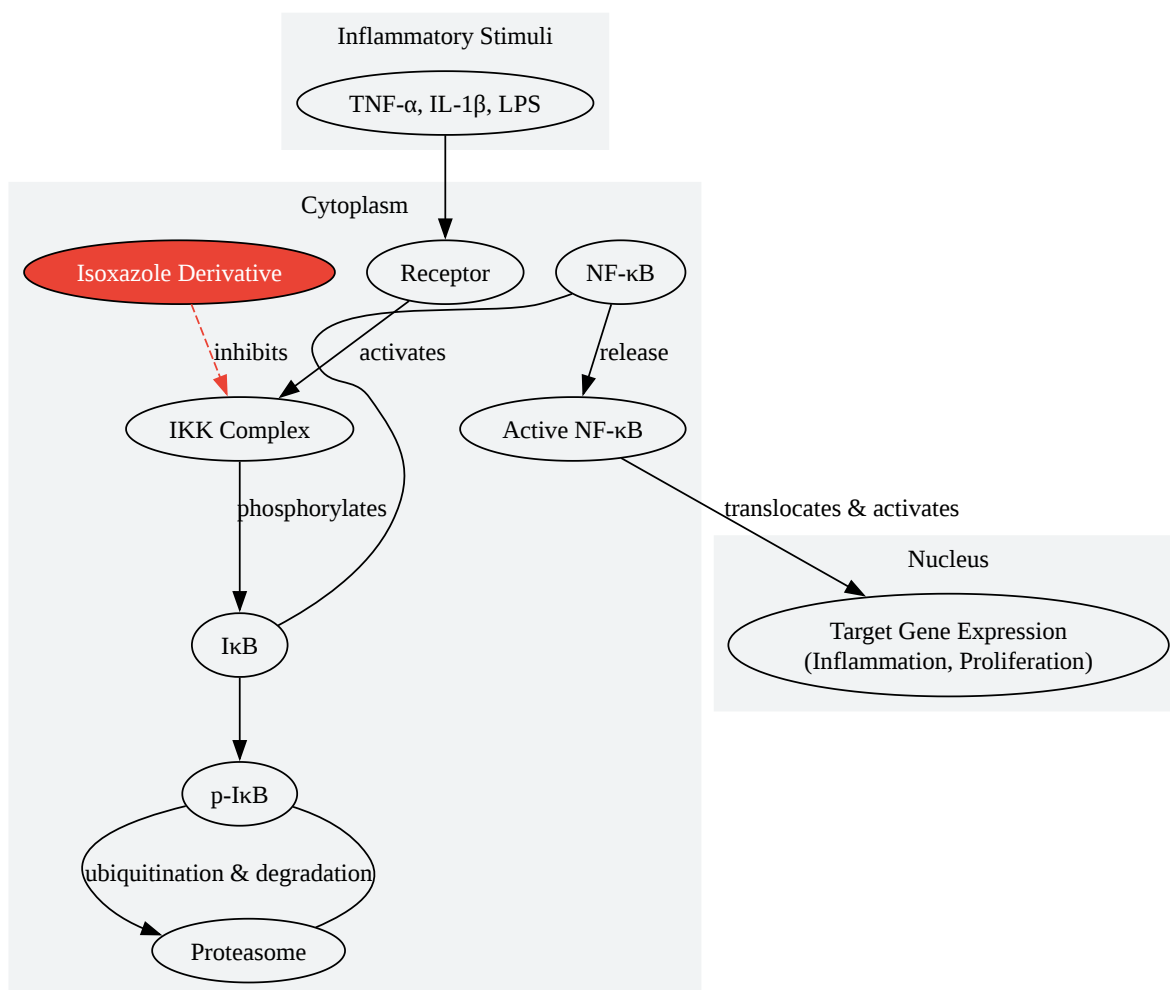 Inflammatory Stimuli
TNF-α, IL-1β, LPS
Cytoplasm
Isoxazole Derivative
Receptor
NF-κB
inhibits
activates
release
IKK Complex
Active NF-κB
phosphorylates
translocates & activates
Nucleus
Target Gene Expression
(Inflammation, Proliferation)
IκB
p-IκB
ubiquitination & degradation
Proteasome